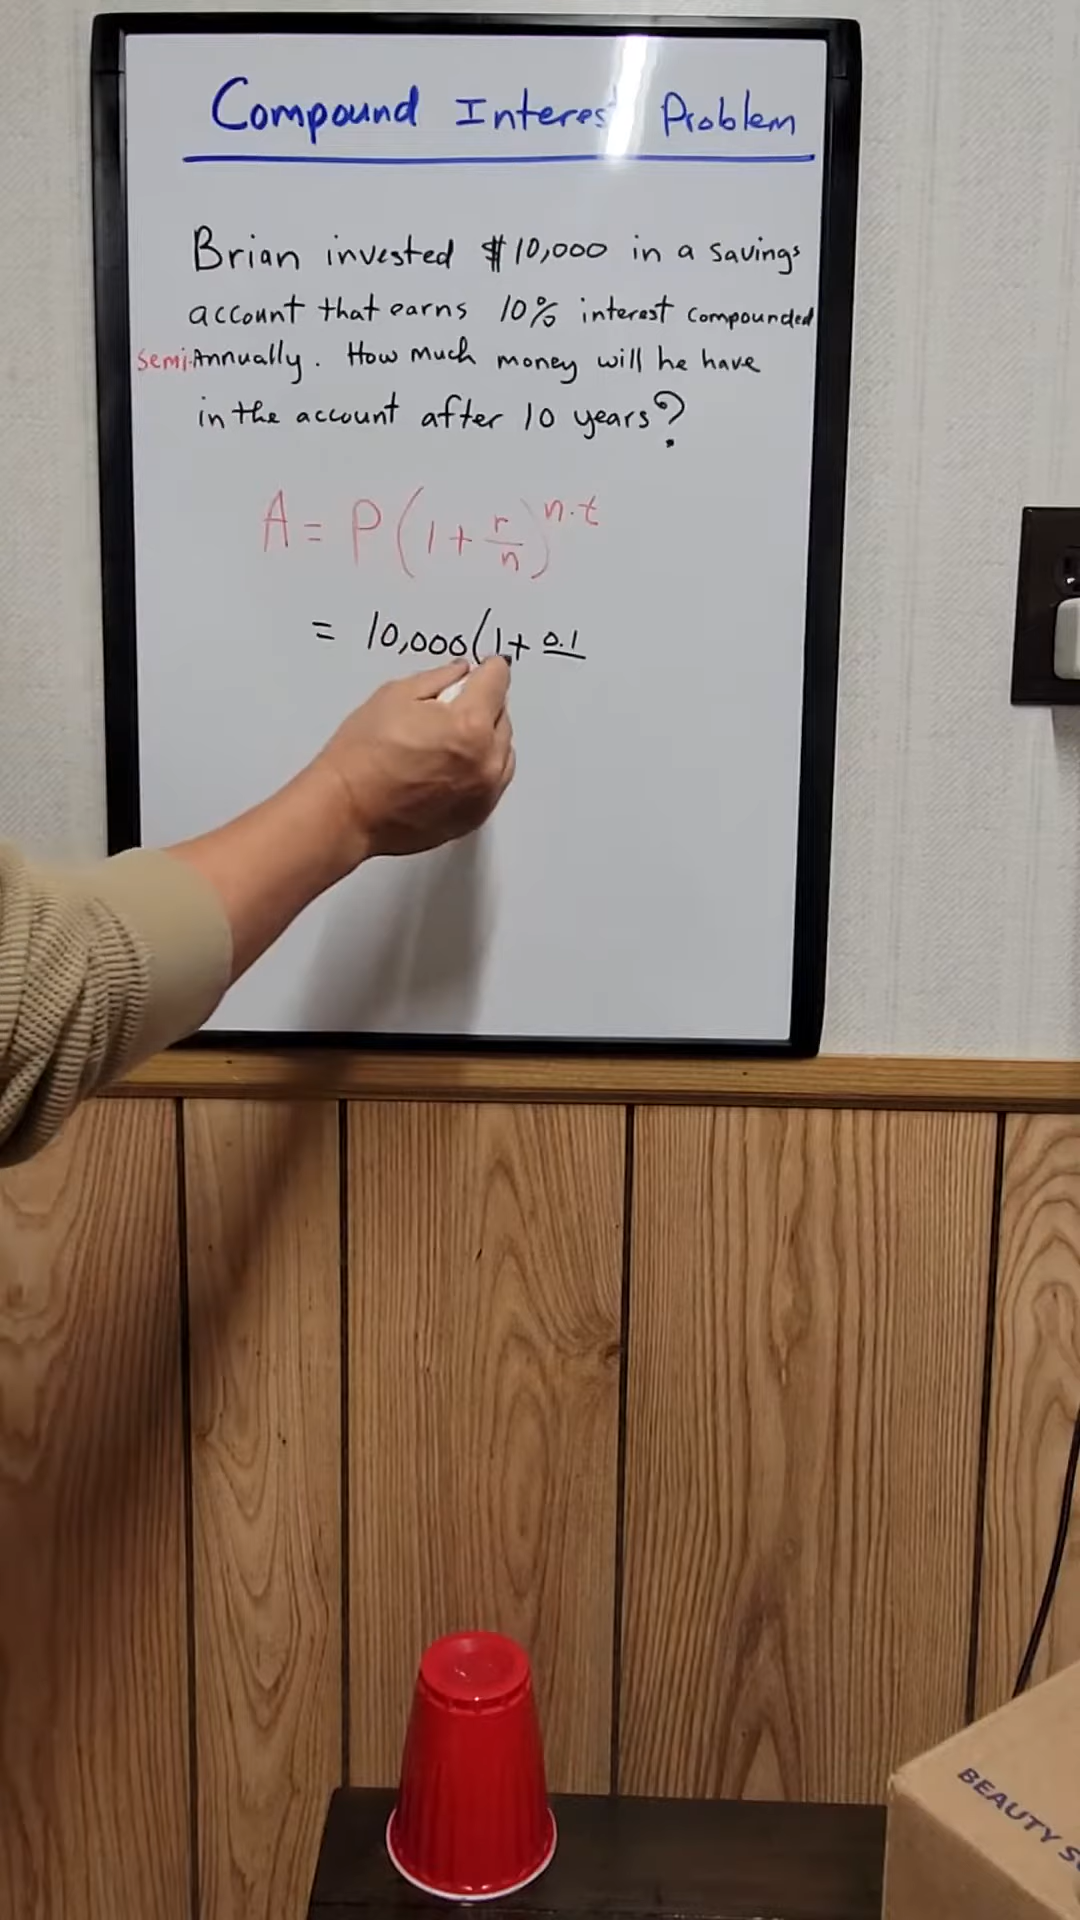 Compound Interest Problem
Brian invested $10,000 in a savings
account that earns 10% interest compounded
Semi-Annually. How much money will he have
in the account after 10 years?
A = P(1 + r/n)^n·t
= 10,000(1 + 0.1
BEAUTY